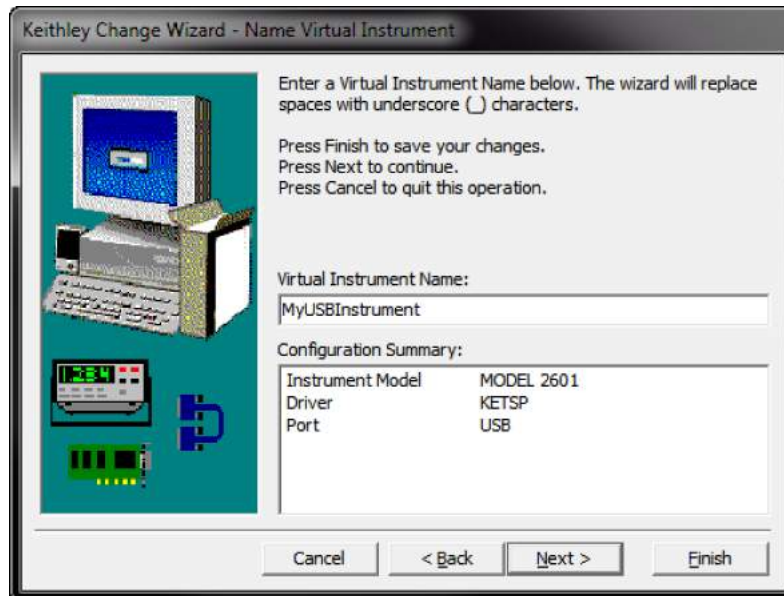 Keithley Change Wizard - Name Virtual Instrument
Enter a Virtual Instrument Name below. The wizard will replace
spaces with underscore (_) characters.
Press Finish to save your changes.
Press Next to continue.
Press Cancel to quit this operation.
Virtual Instrument Name:
MyUSBInstrument
Configuration Summary:
Instrument Model MODEL 2601
Driver KETSP
Port USB
1.284
Cancel < Back Next > Finish